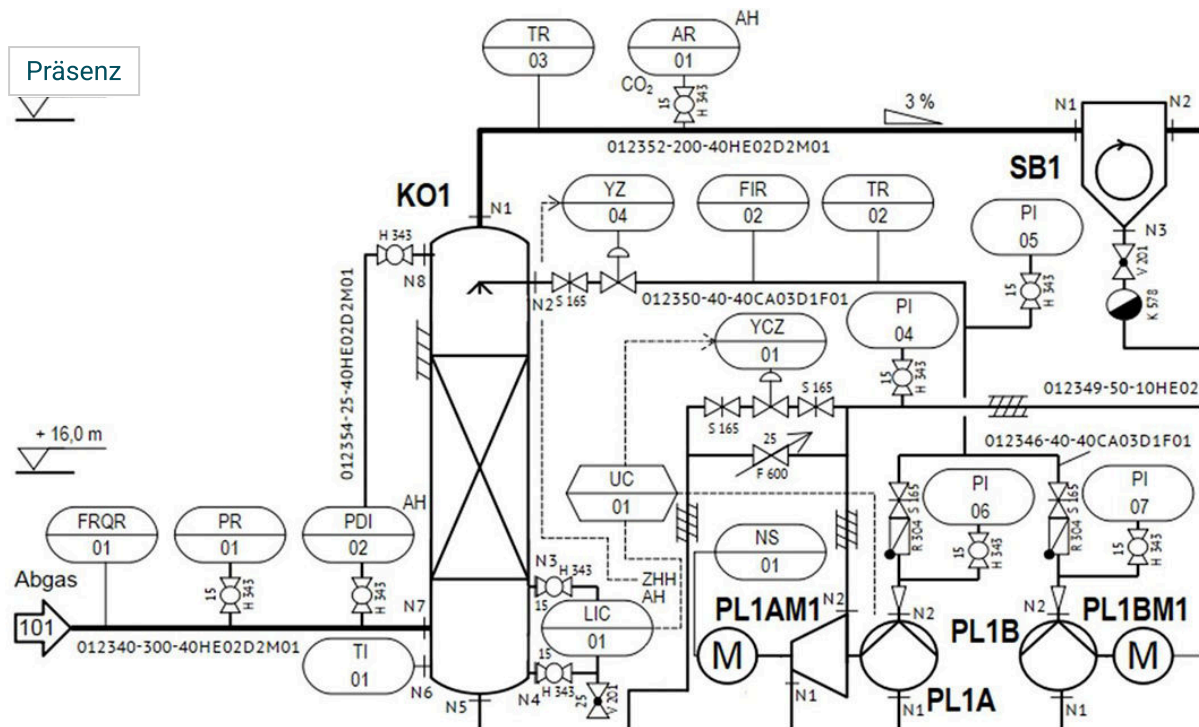 Präsenz
TR
03
AR
01
AH
CO₂
15
H 343
3 %
N1
N2
012352-200-40HE02D2M01
SB1
KO1
N1
YZ
04
FIR
02
TR
02
PI
05
N3
V 201
K 578
15
H 343
H 343
N8
N2
S 165
012350-40-40CA03D1F01
012354-25-40HE02D2M01
YCZ
01
PI
04
15
H 343
S 165
S 165
012349-50-10HE02
25
F 600
012346-40-40CA03D1F01
+ 16,0 m
UC
01
S 165
R 304
PI
06
15
H 343
S 165
R 304
PI
07
15
H 343
FRQR
01
PR
01
PDI
02
AH
15
H 343
H 343
NS
01
N3
H 343
15
ZHH
AH
Abgas
101
N7
012340-300-40HE02D2M01
LIC
01
PL1AM1
N2
N2
PL1B
N2
PL1BM1
M
M
TI
01
N6
N5
N4
15
H 343
25
V 201
N1
PL1A
N1
N1